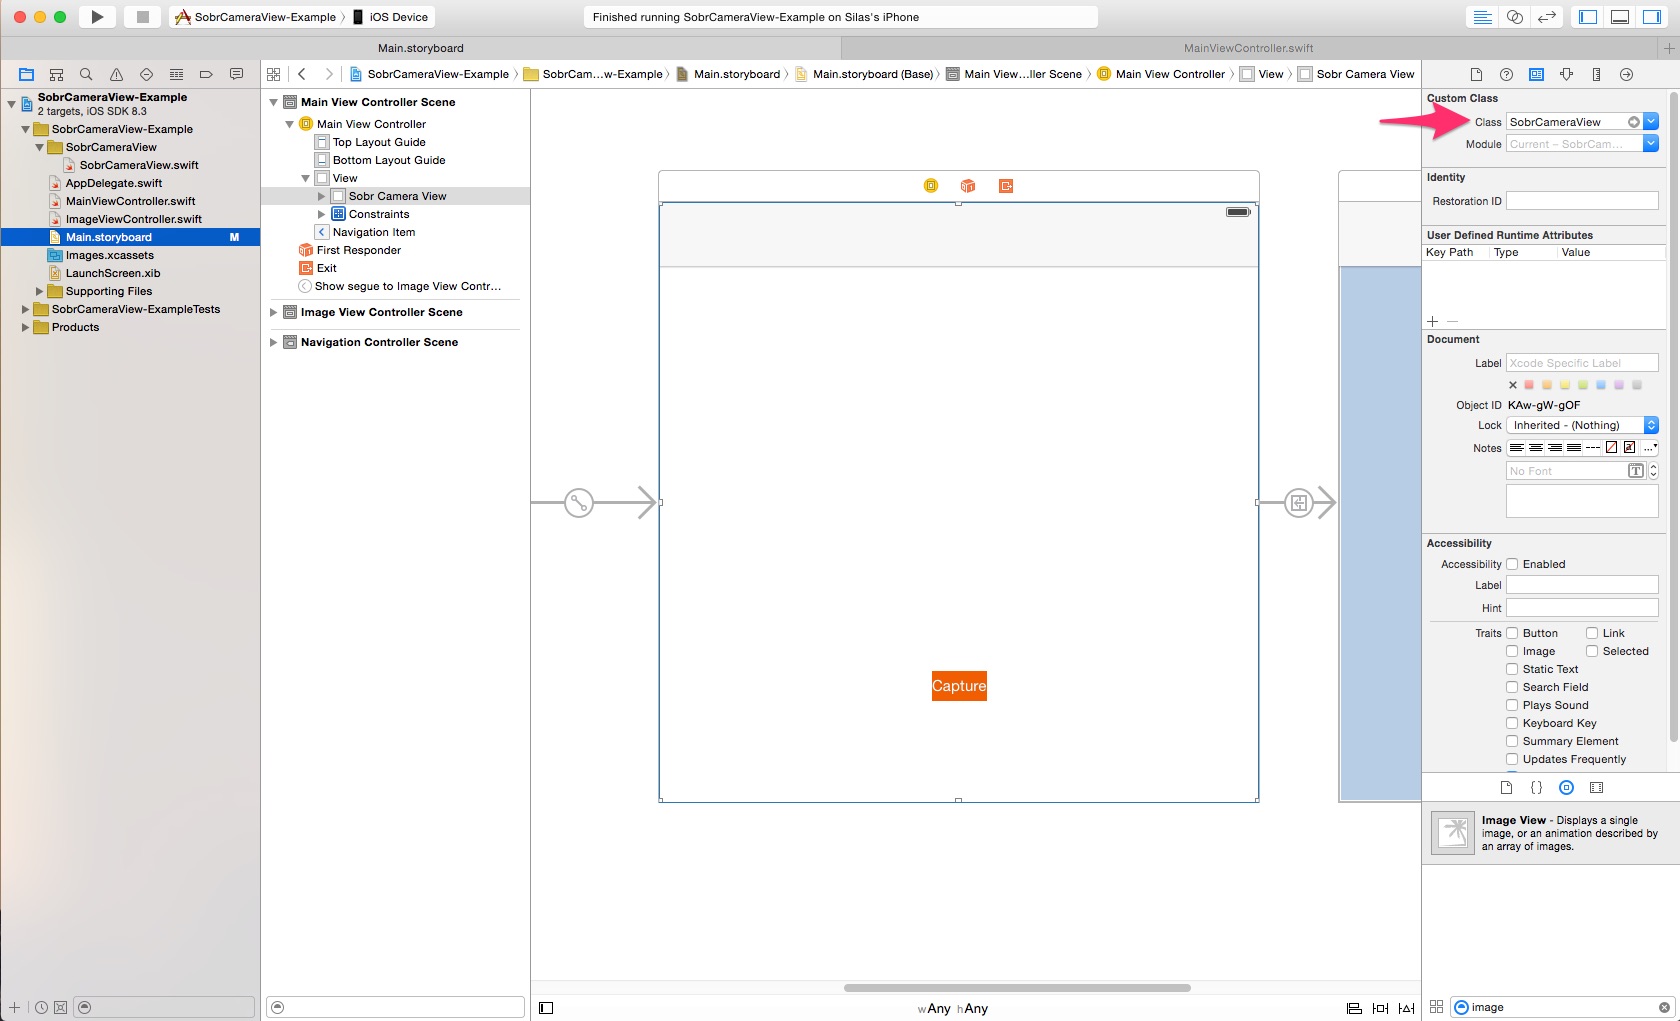 SobrCameraView-Example
iOS Device
Finished running SobrCameraView-Example on Silas's iPhone
Main.storyboard
MainViewController.swift
SobrCameraView-Example
SobrCam...w-Example
Main.storyboard
Main.storyboard (Base)
Main View...ller Scene
Main View Controller
View
Sobr Camera View
SobrCameraView-Example
2 targets, iOS SDK 8.3
SobrCameraView-Example
SobrCameraView
SobrCameraView.swift
AppDelegate.swift
MainViewController.swift
ImageViewController.swift
Main.storyboard M
Images.xcassets
LaunchScreen.xib
Supporting Files
SobrCameraView-ExampleTests
Products
Main View Controller Scene
Main View Controller
Top Layout Guide
Bottom Layout Guide
View
Sobr Camera View
Constraints
Navigation Item
First Responder
Exit
Show segue to Image View Contr...
Image View Controller Scene
Navigation Controller Scene
Capture
wAny hAny
Custom Class
Class SobrCameraView
Module Current – SobrCam...
Identity
Restoration ID
User Defined Runtime Attributes
Key Path Type Value
Document
Label Xcode Specific Label
Object ID KAw-gW-gOF
Lock Inherited - (Nothing)
Notes
No Font
Accessibility
Accessibility Enabled
Label
Hint
Traits Button Link
Image Selected
Static Text
Search Field
Plays Sound
Keyboard Key
Summary Element
Updates Frequently
Image View - Displays a single
image, or an animation described by
an array of images.
image